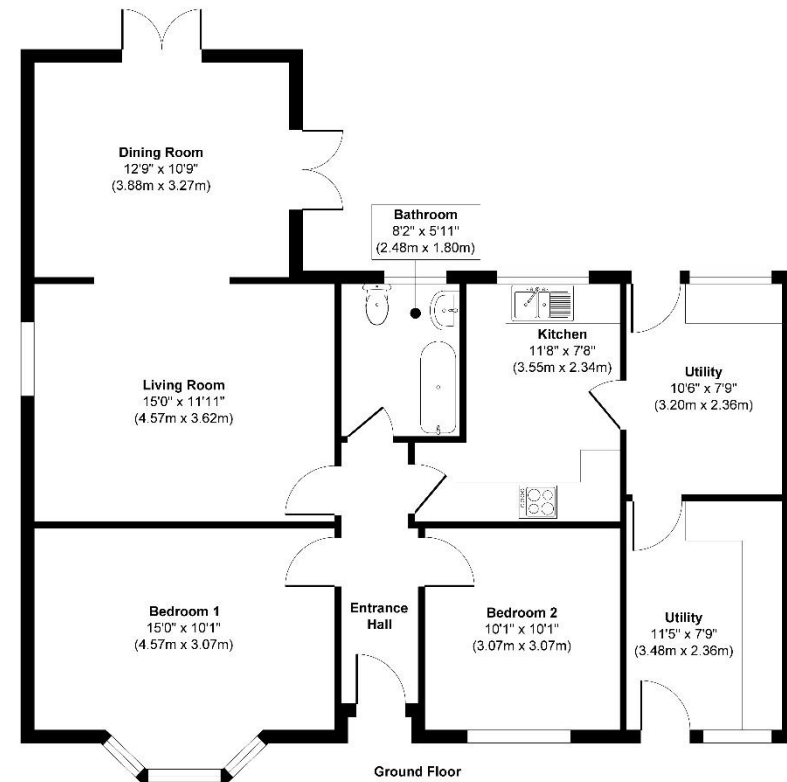 Dining Room
12'9" x 10'9"
(3.88m x 3.27m)
Bathroom
8'2" x 5'11"
(2.48m x 1.80m)
Kitchen
11'8" x 7'8"
(3.55m x 2.34m)
Utility
10'6" x 7'9"
(3.20m x 2.36m)
Living Room
15'0" x 11'11"
(4.57m x 3.62m)
Bedroom 1
15'0" x 10'1"
(4.57m x 3.07m)
Entrance
Hall
Bedroom 2
10'1" x 10'1"
(3.07m x 3.07m)
Utility
11'5" x 7'9"
(3.48m x 2.36m)
Ground Floor